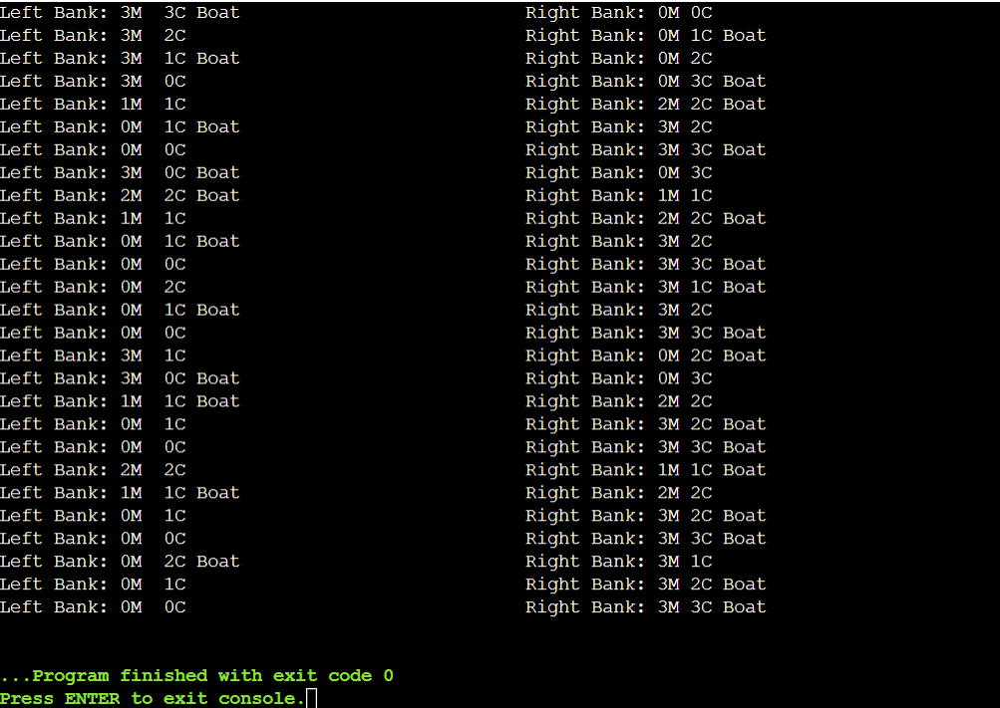 Left Bank: 3M  3C Boat                          Right Bank: 0M 0C
Left Bank: 3M  2C                               Right Bank: 0M 1C Boat
Left Bank: 3M  1C Boat                          Right Bank: 0M 2C
Left Bank: 3M  0C                               Right Bank: 0M 3C Boat
Left Bank: 1M  1C                               Right Bank: 2M 2C Boat
Left Bank: 0M  1C Boat                          Right Bank: 3M 2C
Left Bank: 0M  0C                               Right Bank: 3M 3C Boat
Left Bank: 3M  0C Boat                          Right Bank: 0M 3C
Left Bank: 2M  2C Boat                          Right Bank: 1M 1C
Left Bank: 1M  1C                               Right Bank: 2M 2C Boat
Left Bank: 0M  1C Boat                          Right Bank: 3M 2C
Left Bank: 0M  0C                               Right Bank: 3M 3C Boat
Left Bank: 0M  2C                               Right Bank: 3M 1C Boat
Left Bank: 0M  1C Boat                          Right Bank: 3M 2C
Left Bank: 0M  0C                               Right Bank: 3M 3C Boat
Left Bank: 3M  1C                               Right Bank: 0M 2C Boat
Left Bank: 3M  0C Boat                          Right Bank: 0M 3C
Left Bank: 1M  1C Boat                          Right Bank: 2M 2C
Left Bank: 0M  1C                               Right Bank: 3M 2C Boat
Left Bank: 0M  0C                               Right Bank: 3M 3C Boat
Left Bank: 2M  2C                               Right Bank: 1M 1C Boat
Left Bank: 1M  1C Boat                          Right Bank: 2M 2C
Left Bank: 0M  1C                               Right Bank: 3M 2C Boat
Left Bank: 0M  0C                               Right Bank: 3M 3C Boat
Left Bank: 0M  2C Boat                          Right Bank: 3M 1C
Left Bank: 0M  1C                               Right Bank: 3M 2C Boat
Left Bank: 0M  0C                               Right Bank: 3M 3C Boat
...Program finished with exit code 0
Press ENTER to exit console.